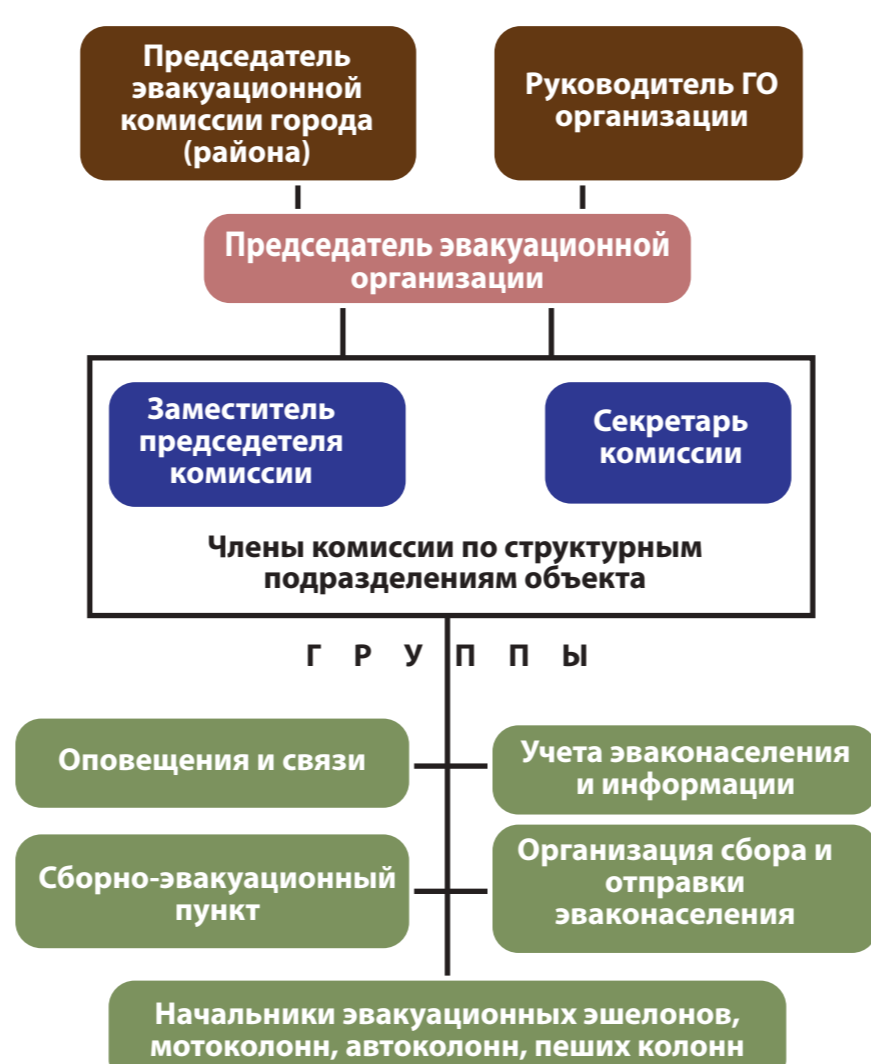 Председатель
эвакуационной
комиссии города
(района)
Руководитель ГО
организации
Председатель эвакуационной
организации
Заместитель
председетеля
комиссии
Секретарь
комиссии
Члены комиссии по структурным
подразделениям объекта
Г Р У П П Ы
Оповещения и связи
Учета эваконаселения
и информации
Сборно-эвакуационный
пункт
Организация сбора и
отправки
эваконаселения
Начальники эвакуационных эшелонов,
мотоколонн, автоколонн, пеших колонн